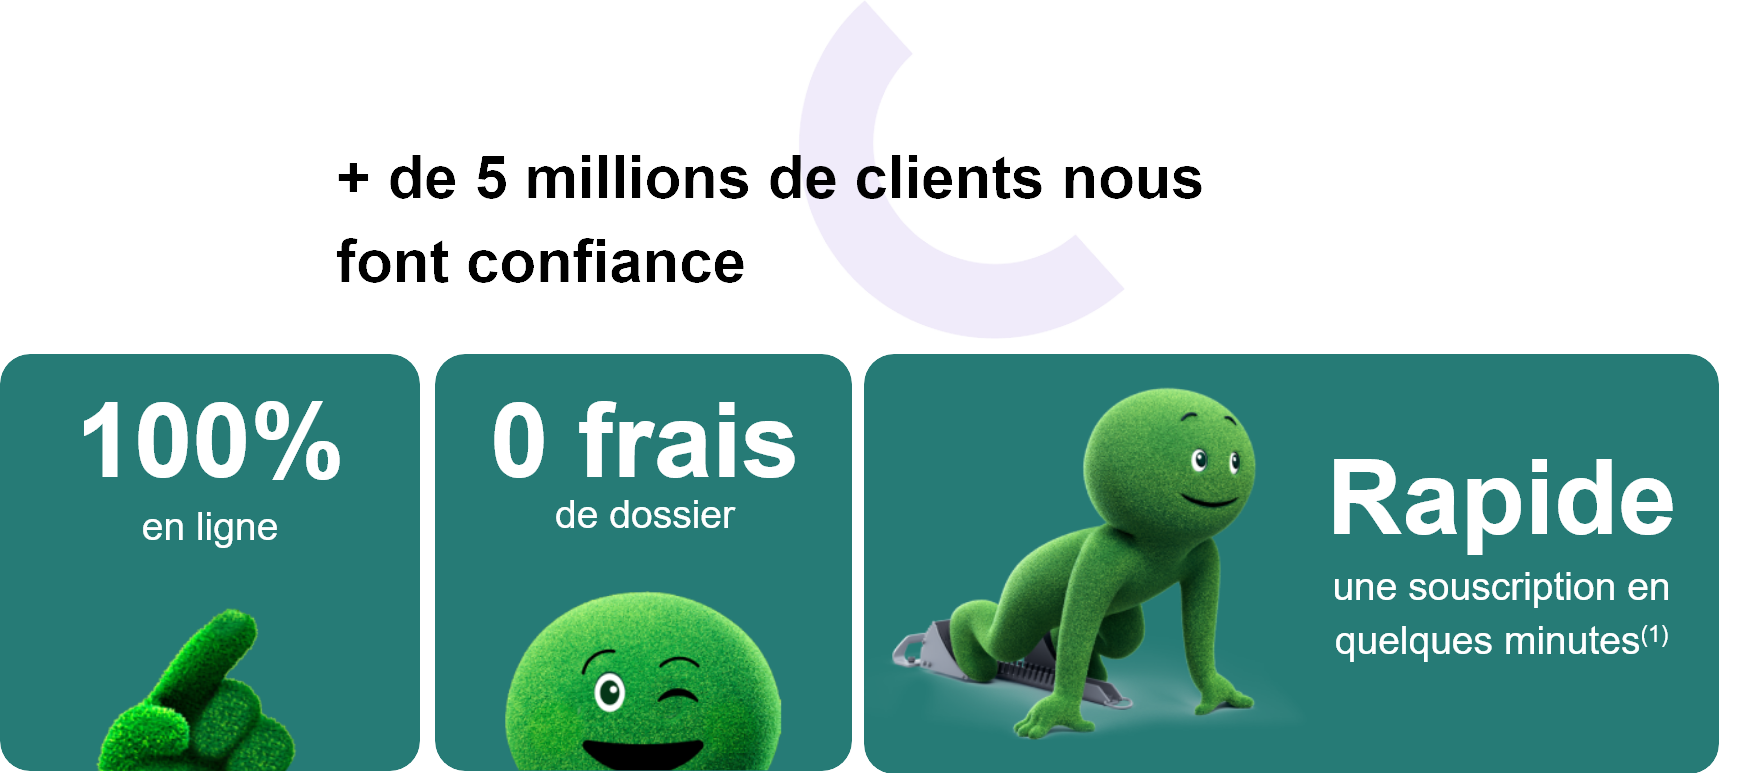 + de 5 millions de clients nous
font confiance
100%
en ligne
0 frais
de dossier
Rapide
une souscription en
quelques minutes(1)